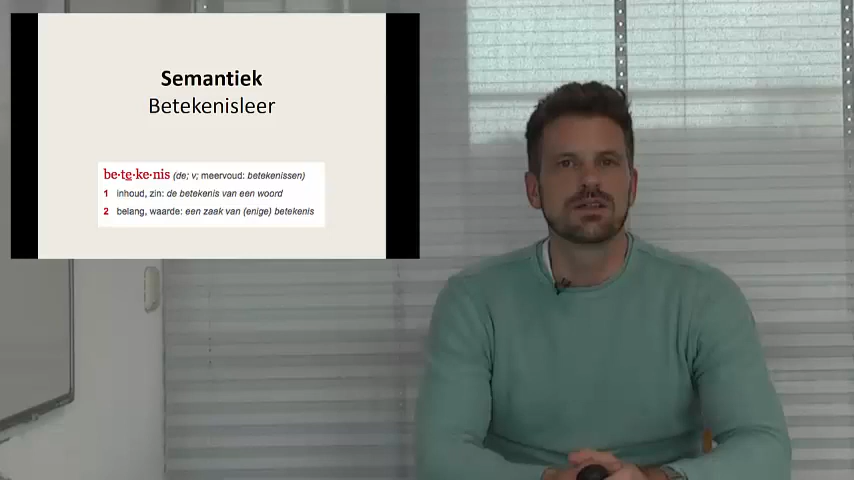 Semantiek
Betekenisleer
be·te·ke·nis (de; v; meervoud: betekenissen)
1 inhoud, zin: de betekenis van een woord
2 belang, waarde: een zaak van (enige) betekenis